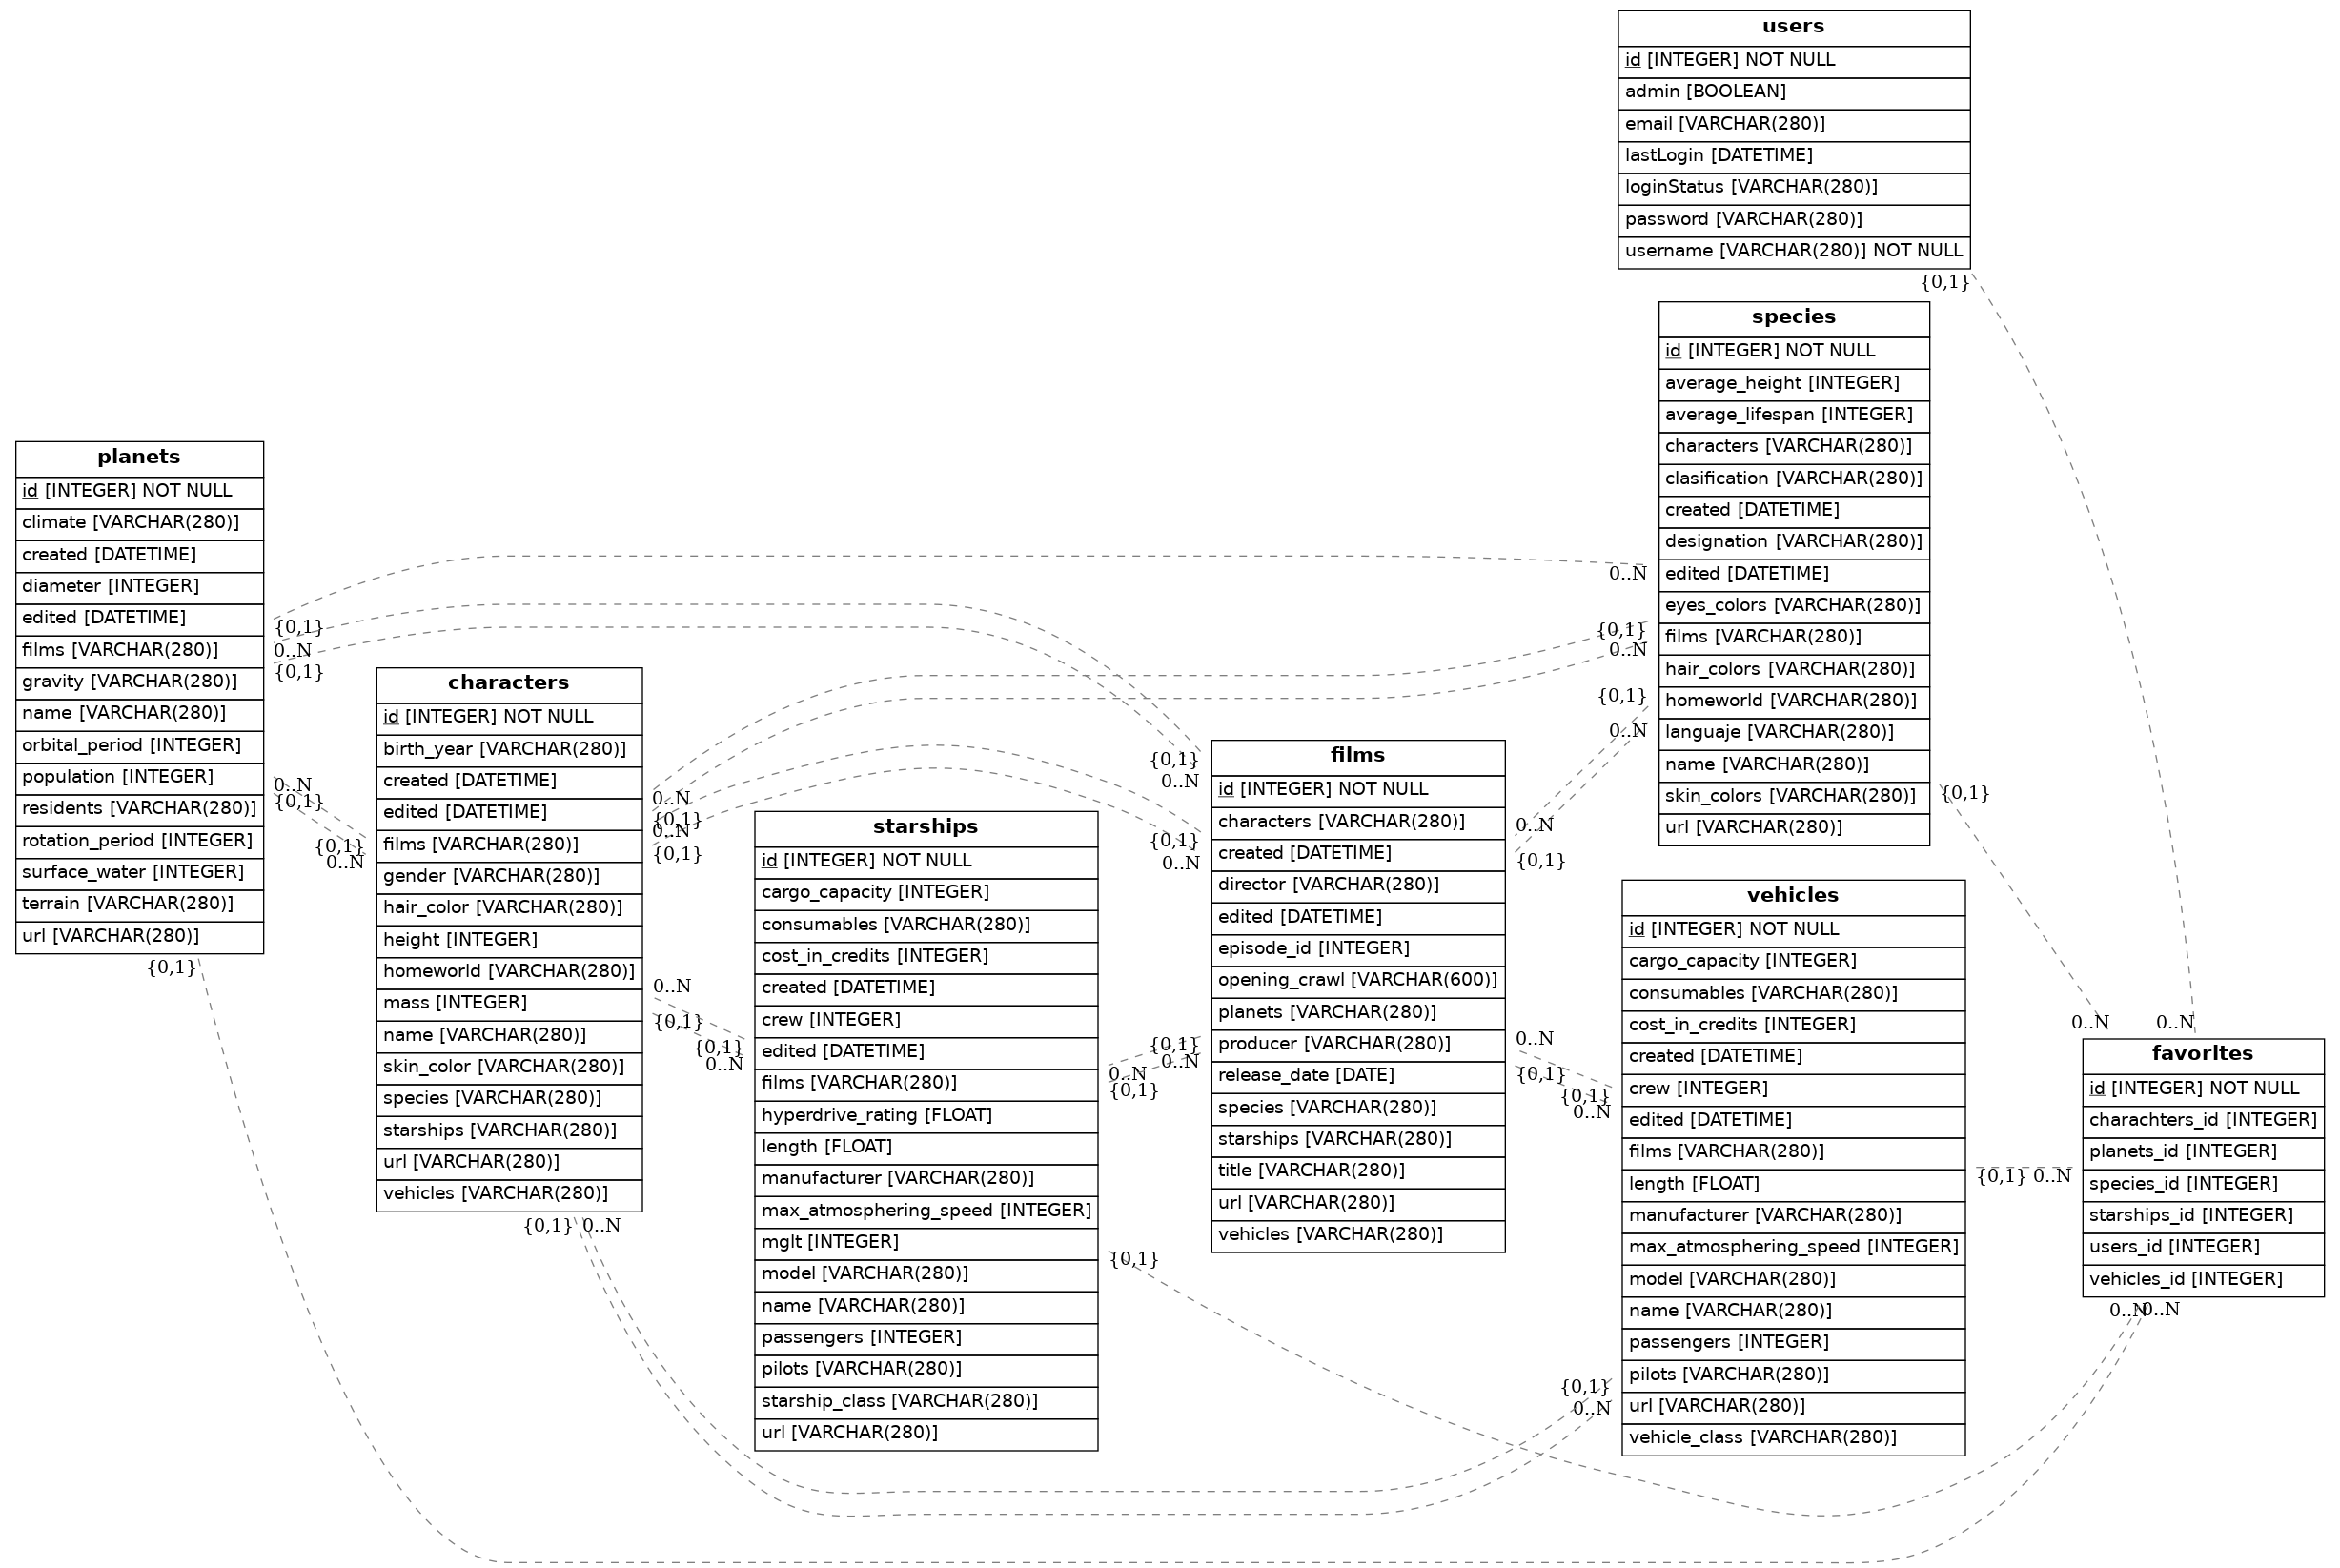 users
id [INTEGER] NOT NULL
admin [BOOLEAN]
email [VARCHAR(280)]
lastLogin [DATETIME]
loginStatus [VARCHAR(280)]
password [VARCHAR(280)]
username [VARCHAR(280)] NOT NULL
{0,1}
species
id [INTEGER] NOT NULL
average_height [INTEGER]
average_lifespan [INTEGER]
characters [VARCHAR(280)]
clasification [VARCHAR(280)]
created [DATETIME]
designation [VARCHAR(280)]
edited [DATETIME]
eyes_colors [VARCHAR(280)]
films [VARCHAR(280)]
hair_colors [VARCHAR(280)]
homeworld [VARCHAR(280)]
languaje [VARCHAR(280)]
name [VARCHAR(280)]
skin_colors [VARCHAR(280)]
url [VARCHAR(280)]
0..N
{0,1}
0..N
{0,1}
0..N
{0,1}
planets
id [INTEGER] NOT NULL
climate [VARCHAR(280)]
created [DATETIME]
diameter [INTEGER]
edited [DATETIME]
films [VARCHAR(280)]
gravity [VARCHAR(280)]
name [VARCHAR(280)]
orbital_period [INTEGER]
population [INTEGER]
residents [VARCHAR(280)]
rotation_period [INTEGER]
surface_water [INTEGER]
terrain [VARCHAR(280)]
url [VARCHAR(280)]
{0,1}
0..N
{0,1}
0..N
{0,1}
{0,1}
characters
id [INTEGER] NOT NULL
birth_year [VARCHAR(280)]
created [DATETIME]
edited [DATETIME]
films [VARCHAR(280)]
gender [VARCHAR(280)]
hair_color [VARCHAR(280)]
height [INTEGER]
homeworld [VARCHAR(280)]
mass [INTEGER]
name [VARCHAR(280)]
skin_color [VARCHAR(280)]
species [VARCHAR(280)]
starships [VARCHAR(280)]
url [VARCHAR(280)]
vehicles [VARCHAR(280)]
{0,1}
0..N
0..N
{0,1}
0..N
{0,1}
0..N
{0,1}
{0,1} 0..N
starships
id [INTEGER] NOT NULL
cargo_capacity [INTEGER]
consumables [VARCHAR(280)]
cost_in_credits [INTEGER]
created [DATETIME]
crew [INTEGER]
edited [DATETIME]
films [VARCHAR(280)]
hyperdrive_rating [FLOAT]
length [FLOAT]
manufacturer [VARCHAR(280)]
max_atmosphering_speed [INTEGER]
mglt [INTEGER]
model [VARCHAR(280)]
name [VARCHAR(280)]
passengers [INTEGER]
pilots [VARCHAR(280)]
starship_class [VARCHAR(280)]
url [VARCHAR(280)]
{0,1}
0..N
0..N
{0,1}
{0,1}
films
id [INTEGER] NOT NULL
characters [VARCHAR(280)]
created [DATETIME]
director [VARCHAR(280)]
edited [DATETIME]
episode_id [INTEGER]
opening_crawl [VARCHAR(600)]
planets [VARCHAR(280)]
producer [VARCHAR(280)]
release_date [DATE]
species [VARCHAR(280)]
starships [VARCHAR(280)]
title [VARCHAR(280)]
url [VARCHAR(280)]
vehicles [VARCHAR(280)]
{0,1}
0..N
{0,1}
0..N
{0,1}
0..N
0..N
{0,1}
0..N
{0,1}
vehicles
id [INTEGER] NOT NULL
cargo_capacity [INTEGER]
consumables [VARCHAR(280)]
cost_in_credits [INTEGER]
created [DATETIME]
crew [INTEGER]
edited [DATETIME]
films [VARCHAR(280)]
length [FLOAT]
manufacturer [VARCHAR(280)]
max_atmosphering_speed [INTEGER]
model [VARCHAR(280)]
name [VARCHAR(280)]
passengers [INTEGER]
pilots [VARCHAR(280)]
url [VARCHAR(280)]
vehicle_class [VARCHAR(280)]
{0,1}
0..N
{0,1}
0..N
{0,1} 0..N
0..N
0..N
favorites
id [INTEGER] NOT NULL
charachters_id [INTEGER]
planets_id [INTEGER]
species_id [INTEGER]
starships_id [INTEGER]
users_id [INTEGER]
vehicles_id [INTEGER]
0..N
0..N